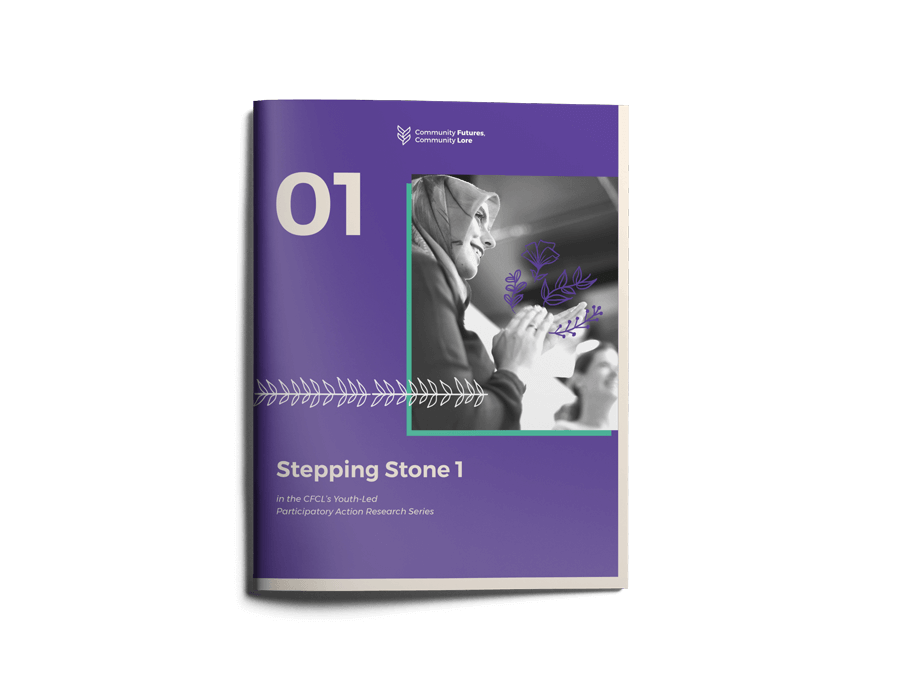 Community Futures,
Community Lore
01
Stepping Stone 1
in the CFCL's Youth-Led
Participatory Action Research Series